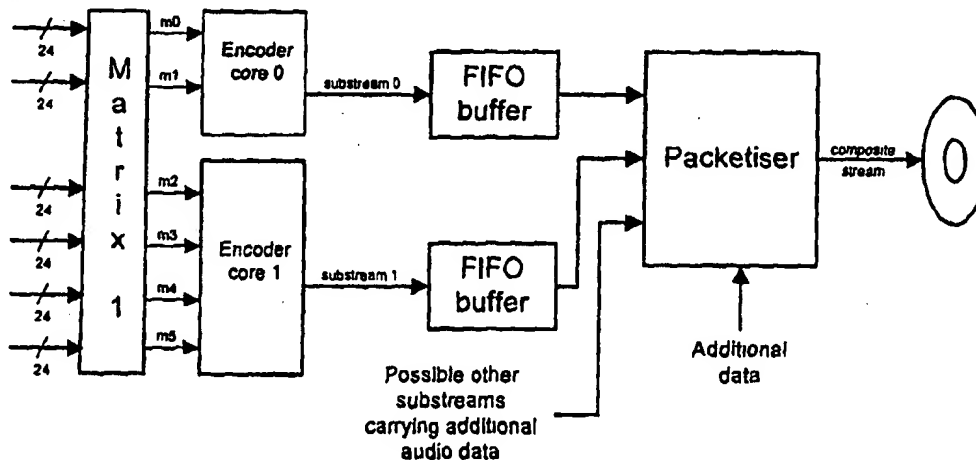 24
24
24
24
24
24
Matrix 1
m0
m1
m2
m3
m4
m5
Encoder
core 0
Encoder
core 1
substream 0
substream 1
FIFO
buffer
FIFO
buffer
Packetiser
composite
stream
Possible other
substreams
carrying additional
audio data
Additional
data